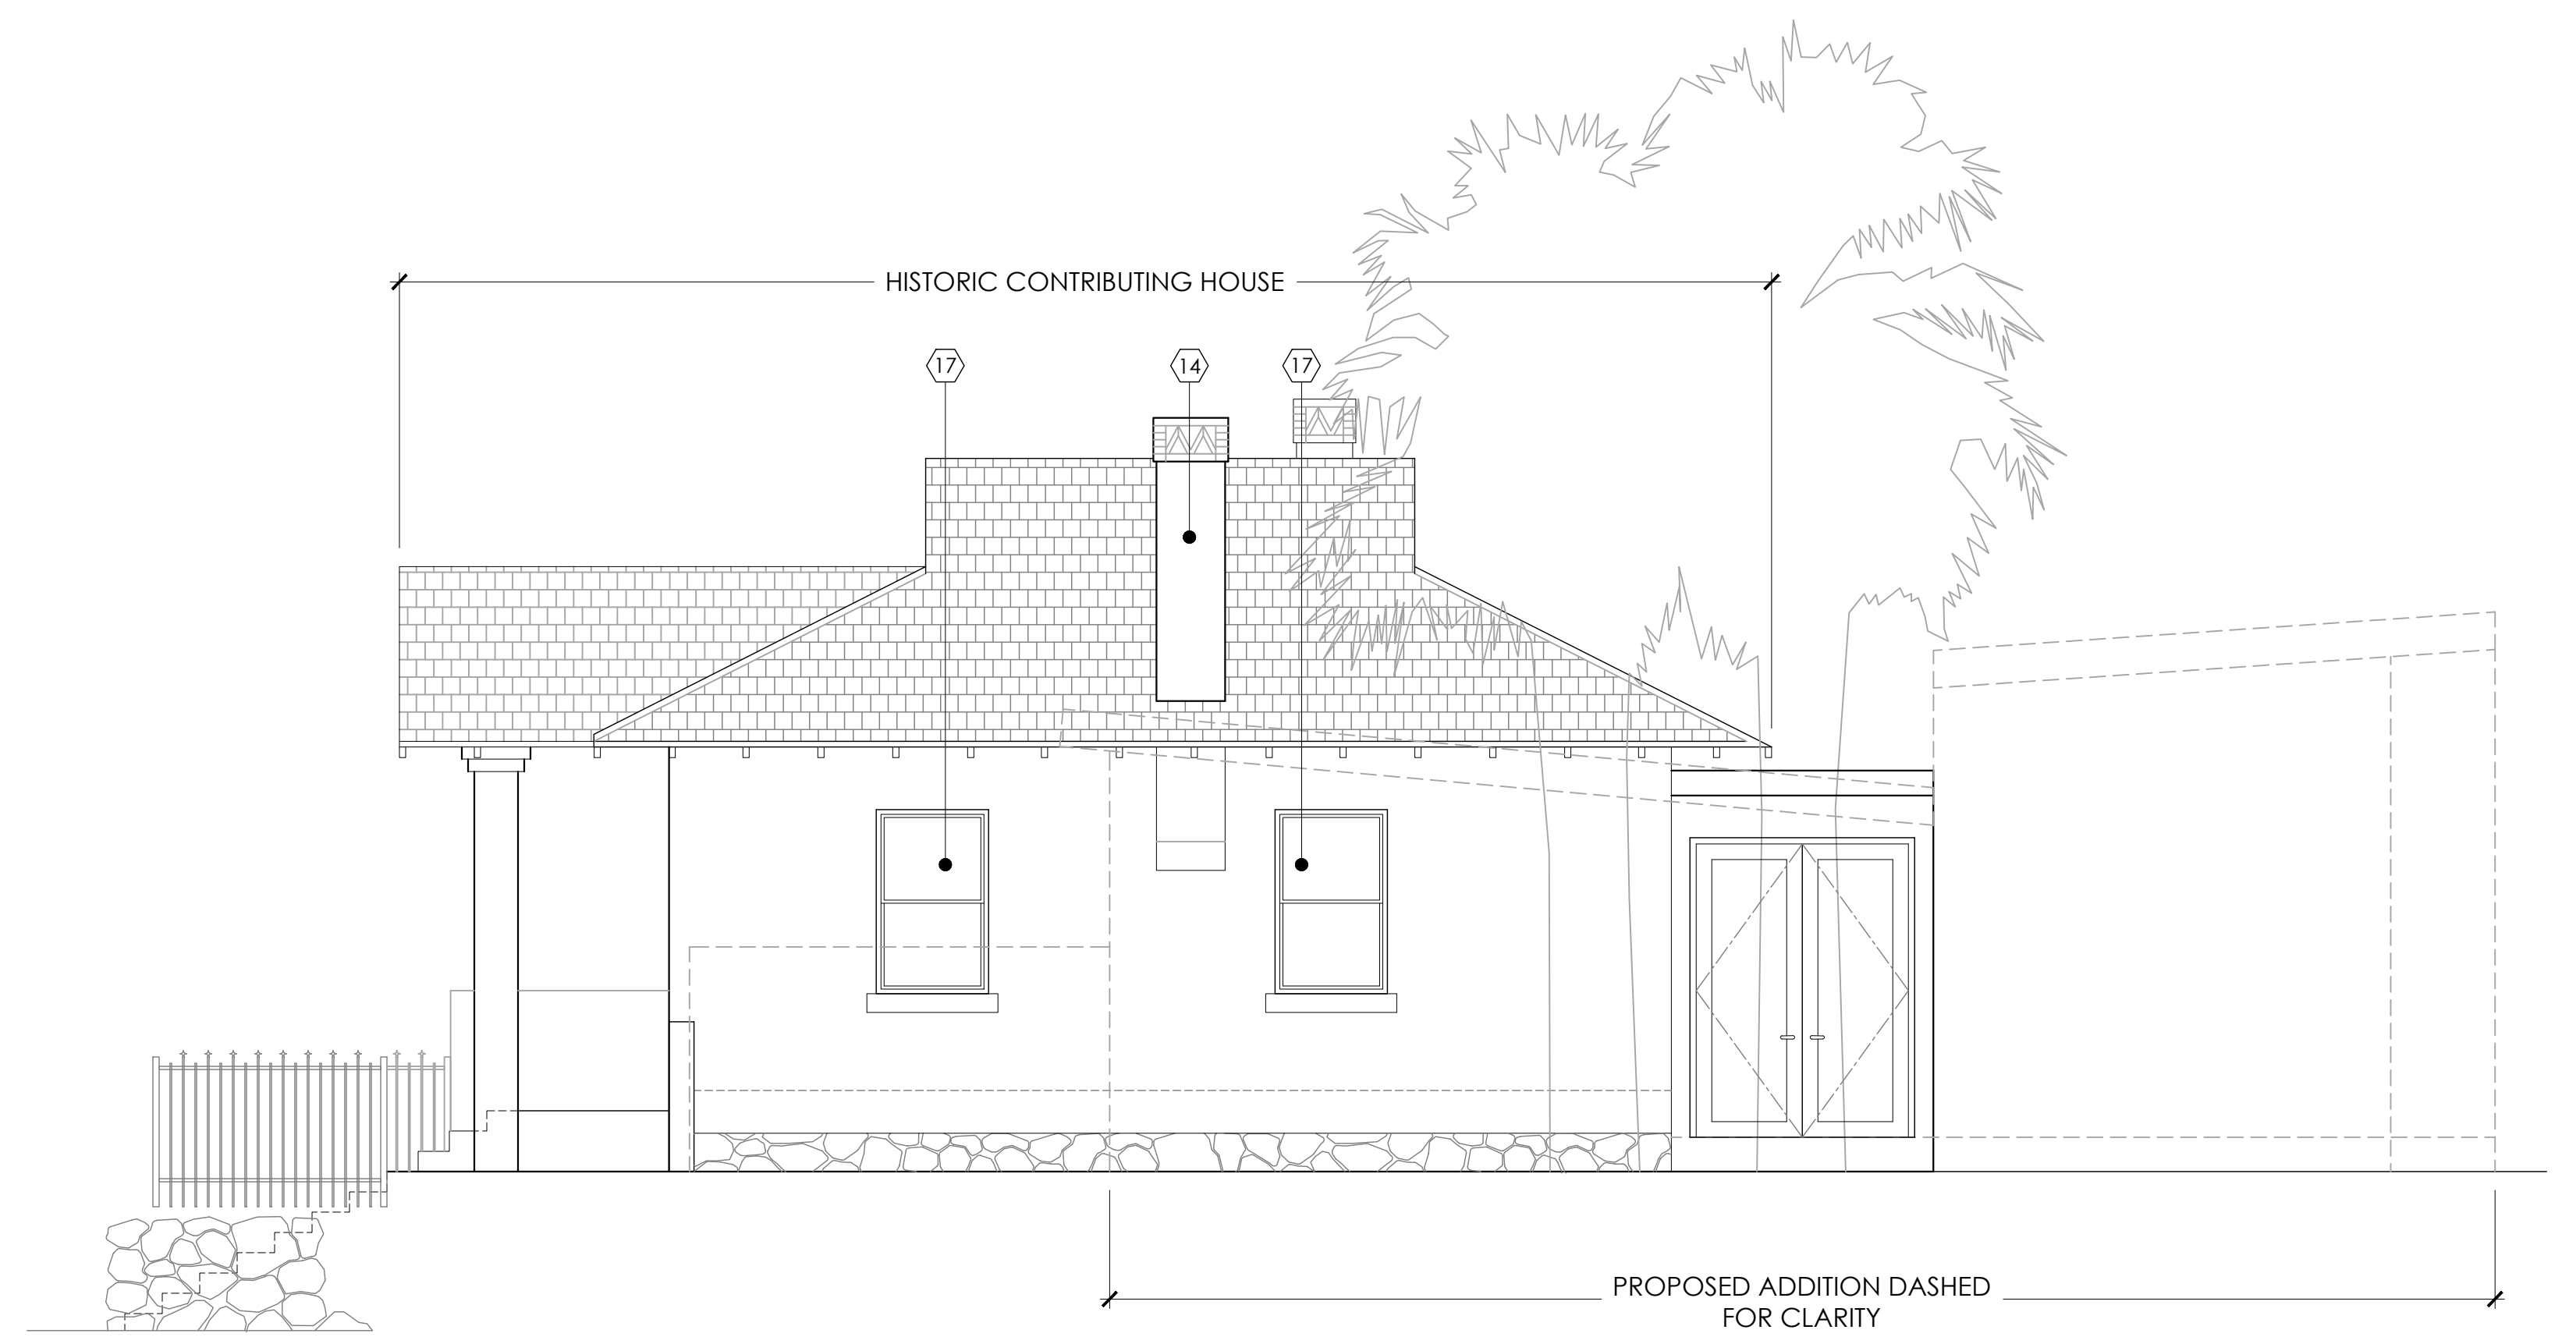 HISTORIC CONTRIBUTING HOUSE
17
14
17
PROPOSED ADDITION DASHED
FOR CLARITY